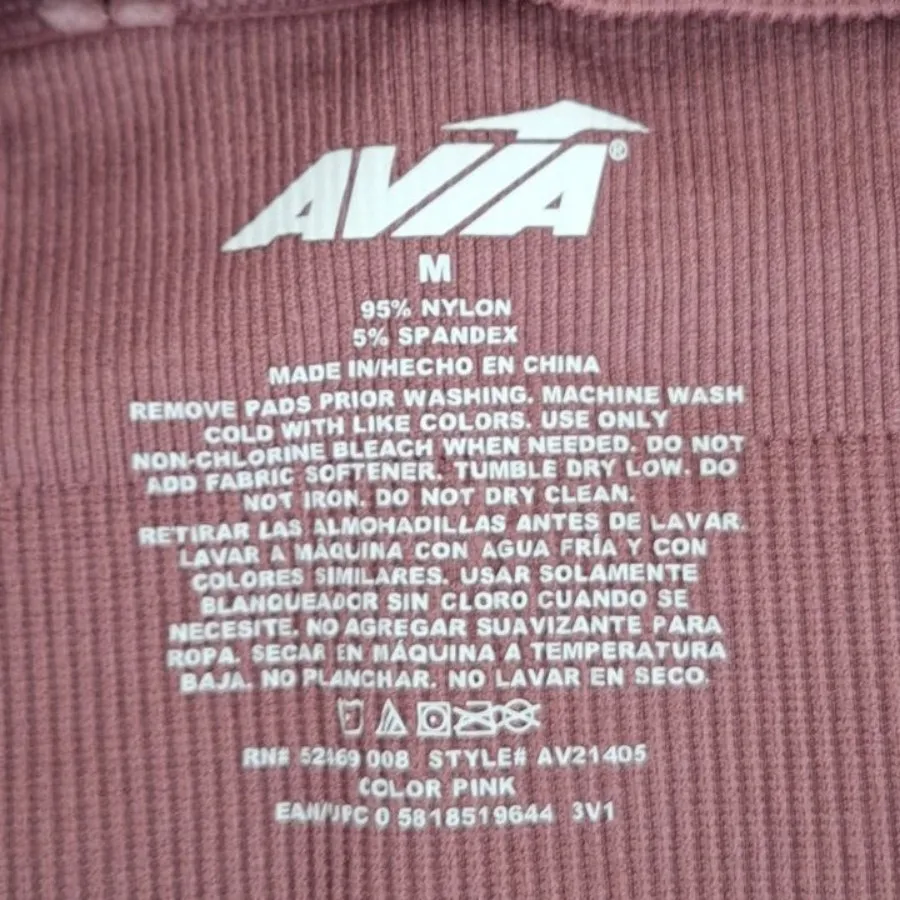 AVIA®
M
95% NYLON
5% SPANDEX
MADE IN/HECHO EN CHINA
REMOVE PADS PRIOR WASHING. MACHINE WASH
COLD WITH LIKE COLORS. USE ONLY
NON-CHLORINE BLEACH WHEN NEEDED. DO NOT
ADD FABRIC SOFTENER. TUMBLE DRY LOW. DO
NOT IRON. DO NOT DRY CLEAN.
RETIRAR LAS ALMOHADILLAS ANTES DE LAVAR.
LAVAR A MÁQUINA CON AGUA FRÍA Y CON
COLORES SIMILARES. USAR SOLAMENTE
BLANQUEADOR SIN CLORO CUANDO SE
NECESITE. NO AGREGAR SUAVIZANTE PARA
ROPA. SECAR EN MÁQUINA A TEMPERATURA
BAJA. NO PLANCHAR. NO LAVAR EN SECO.
RN# 52469 008 STYLE# AV21405
COLOR PINK
EAN/UPC 0 5818519644 3V1